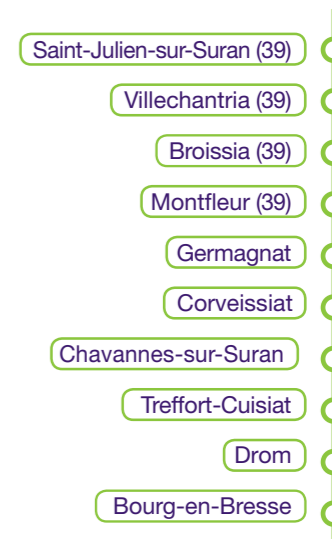 Saint-Julien-sur-Suran (39)
Villechantria (39)
Broissia (39)
Montfleur (39)
Germagnat
Corveissiat
Chavannes-sur-Suran
Treffort-Cuisiat
Drom
Bourg-en-Bresse